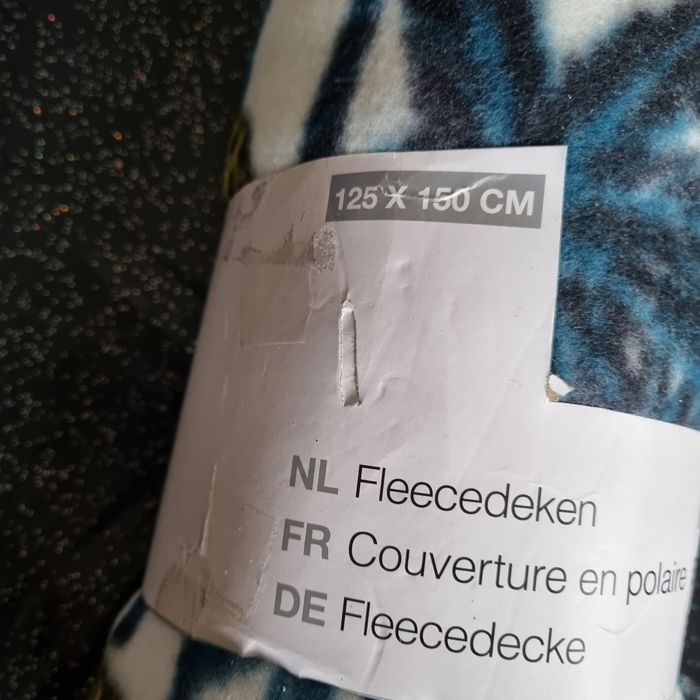 125 X 150 CM
NL Fleecedeken
FR Couverture en polaire
DE Fleecedecke